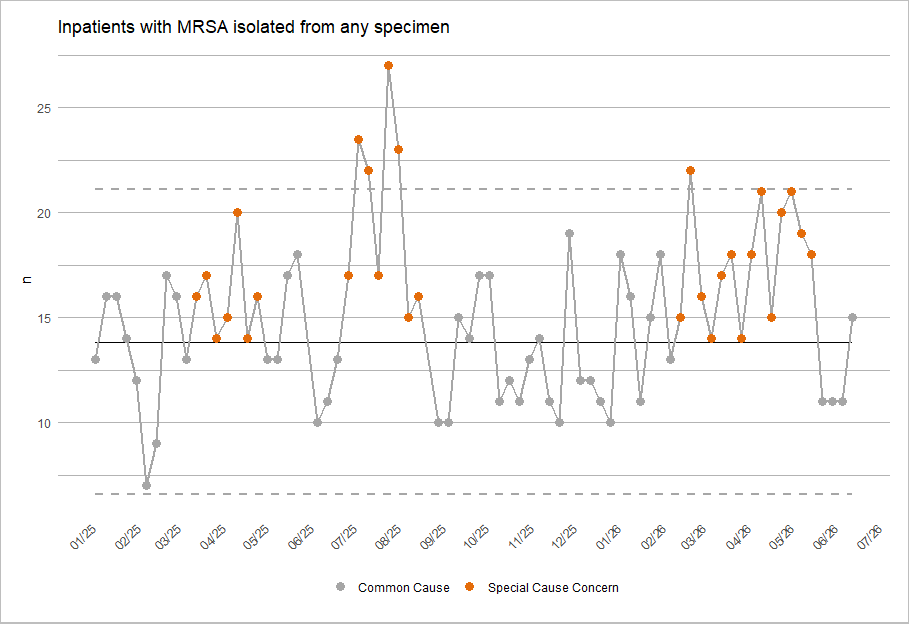 Inpatients with MRSA isolated from any specimen
25
20
15
10
n
01/25 02/25 03/25 04/25 05/25 06/25 07/25 08/25 09/25 10/25 11/25 12/25 01/26 02/26 03/26 04/26 05/26 06/26 07/26
Common Cause Special Cause Concern